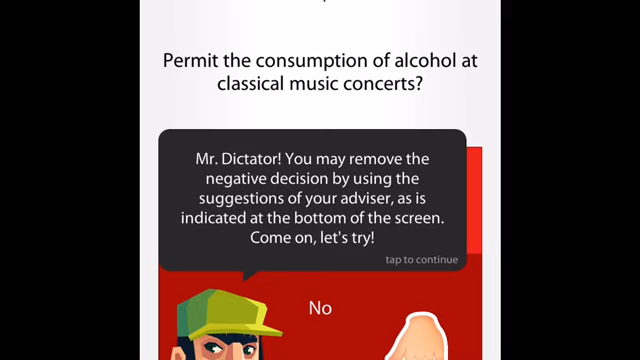 Permit the consumption of alcohol at
classical music concerts?
Mr. Dictator! You may remove the
negative decision by using the
suggestions of your adviser, as is
indicated at the bottom of the screen.
Come on, let's try!
tap to continue
No